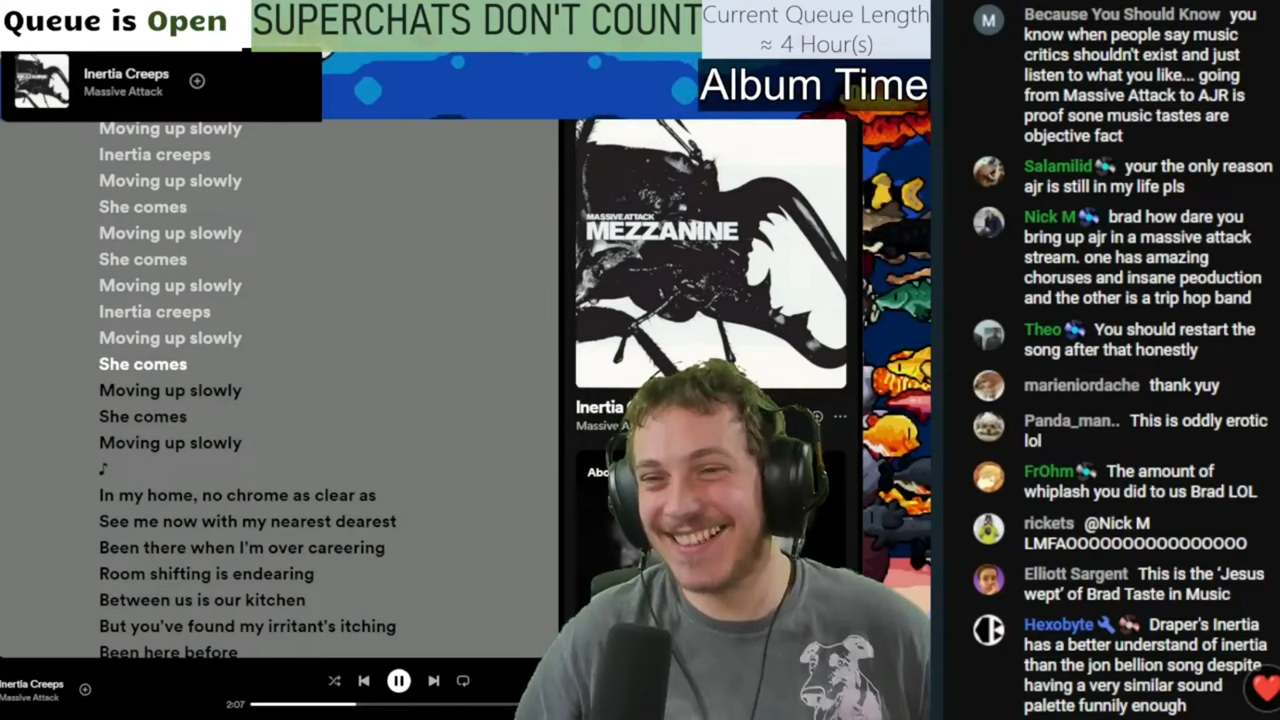 Queue is Open
SUPERCHATS DON'T COUNT
Current Queue Length
≈ 4 Hour(s)
Album Time
Inertia Creeps
Massive Attack
Moving up slowly
Inertia creeps
Moving up slowly
She comes
Moving up slowly
She comes
Moving up slowly
Inertia creeps
Moving up slowly
She comes
Moving up slowly
She comes
Moving up slowly
♪
In my home, no chrome as clear as
See me now with my nearest dearest
Been there when I'm over careering
Room shifting is endearing
Between us is our kitchen
But you've found my irritant's itching
Been here before
MASSIVE ATTACK
MEZZANINE
Inertia
Massive A
Abo
Inertia Creeps
Massive Attack
2:07
M
Because You Should Know you
know when people say music
critics shouldn't exist and just
listen to what you like... going
from Massive Attack to AJR is
proof sone music tastes are
objective fact
Salamilid your the only reason
ajr is still in my life pls
Nick M brad how dare you
bring up ajr in a massive attack
stream. one has amazing
choruses and insane peoduction
and the other is a trip hop band
Theo You should restart the
song after that honestly
marieniordache thank yuy
Panda_man.. This is oddly erotic
lol
FrOhm The amount of
whiplash you did to us Brad LOL
rickets @Nick M
LMFAOOOOOOOOOOOOOOOO
Elliott Sargent This is the ‘Jesus
wept’ of Brad Taste in Music
Hexobyte Draper's Inertia
has a better understand of inertia
than the jon bellion song despite
having a very similar sound
palette funnily enough